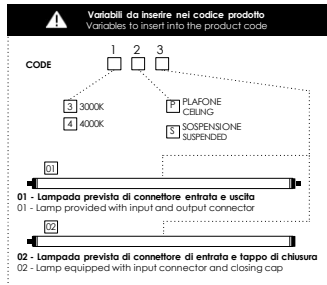 Variabili da inserire nei codice prodotto
Variables to insert into the product code
1 2 3
CODE
3 3000K
4 4000K
P PLAFONE
CEILING
S SOSPENSIONE
SUSPENDED
01
01 - Lampada prevista di connettore entrata e uscita
01 - Lamp provided with input and output connector
02
02 - Lampada prevista di connettore di entrata e tappo di chiusura
02 - Lamp equipped with input connector and closing cap